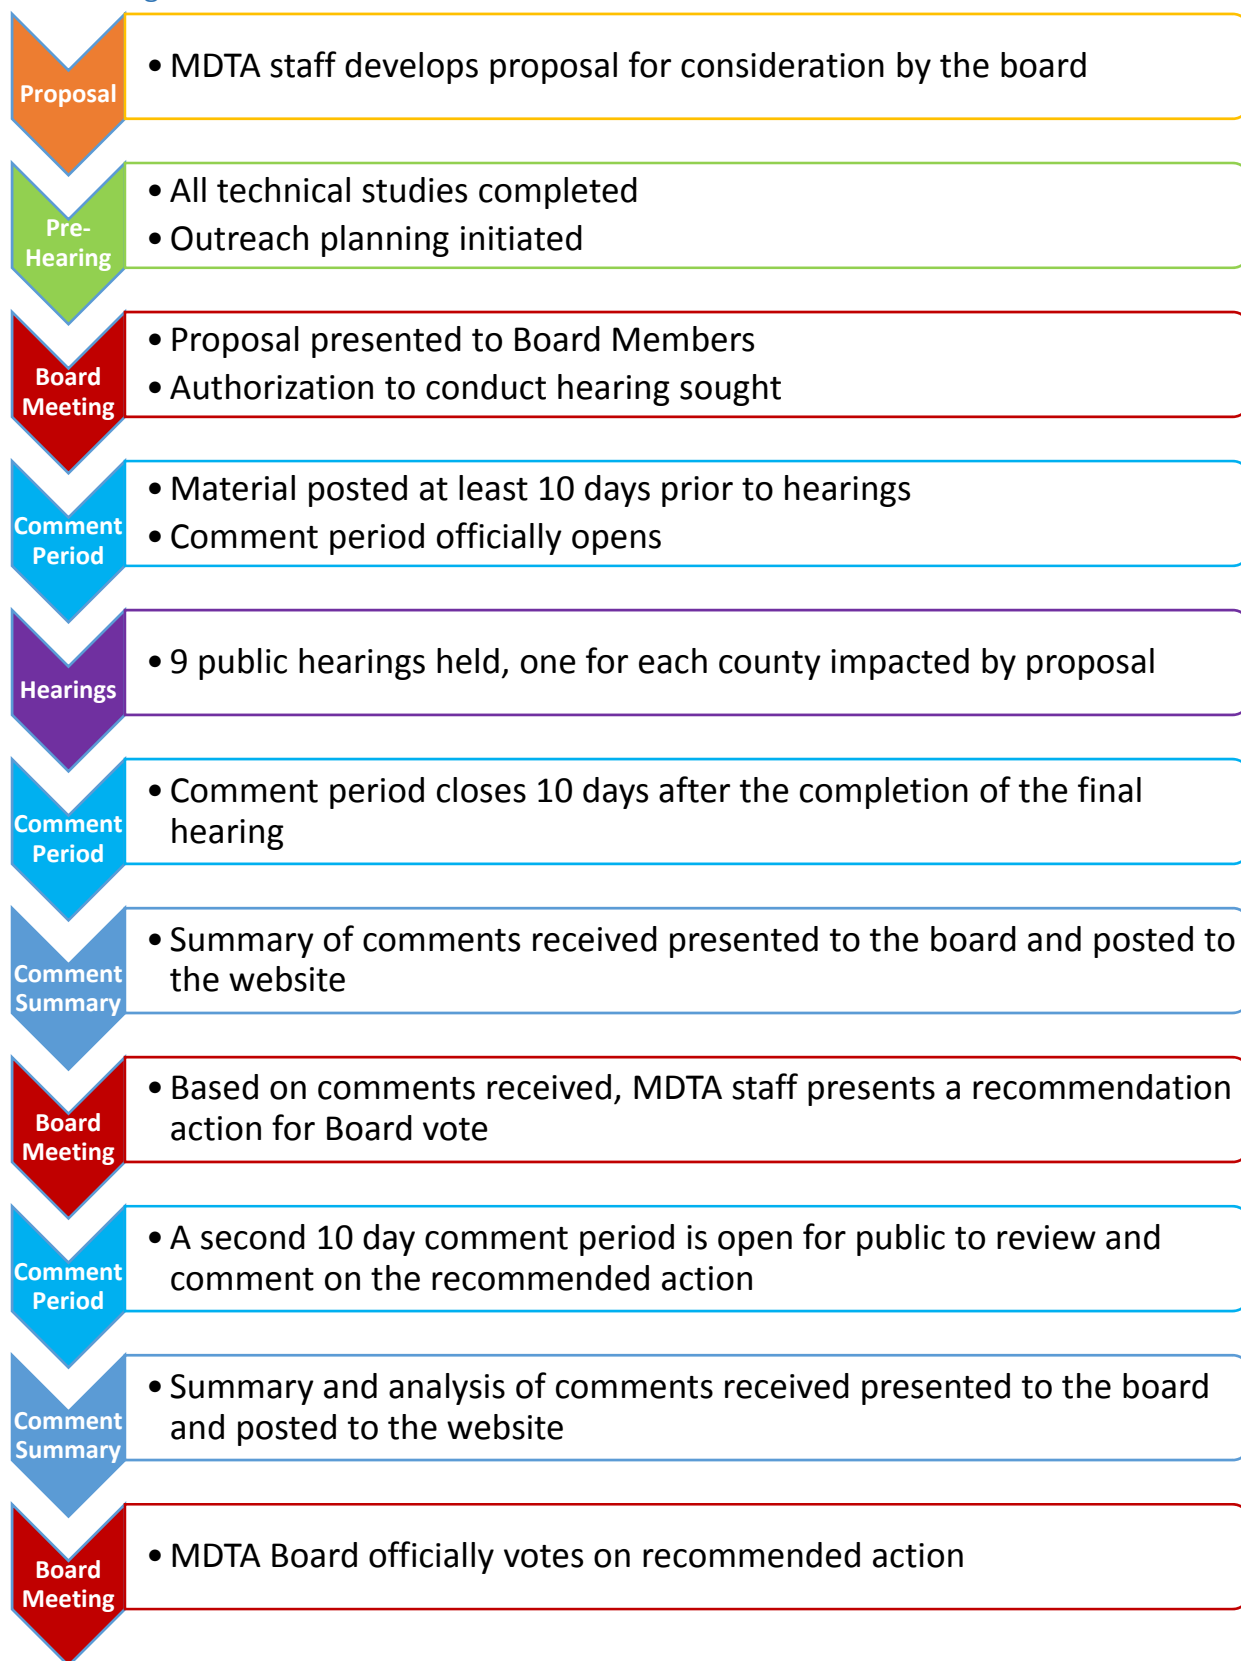 Proposal
• MDTA staff develops proposal for consideration by the board
Pre-
Hearing
• All technical studies completed
• Outreach planning initiated
Board
Meeting
• Proposal presented to Board Members
• Authorization to conduct hearing sought
Comment
Period
• Material posted at least 10 days prior to hearings
• Comment period officially opens
Hearings
• 9 public hearings held, one for each county impacted by proposal
Comment
Period
• Comment period closes 10 days after the completion of the final
hearing
Comment
Summary
• Summary of comments received presented to the board and posted to
the website
Board
Meeting
• Based on comments received, MDTA staff presents a recommendation
action for Board vote
Comment
Period
• A second 10 day comment period is open for public to review and
comment on the recommended action
Comment
Summary
• Summary and analysis of comments received presented to the board
and posted to the website
Board
Meeting
• MDTA Board officially votes on recommended action